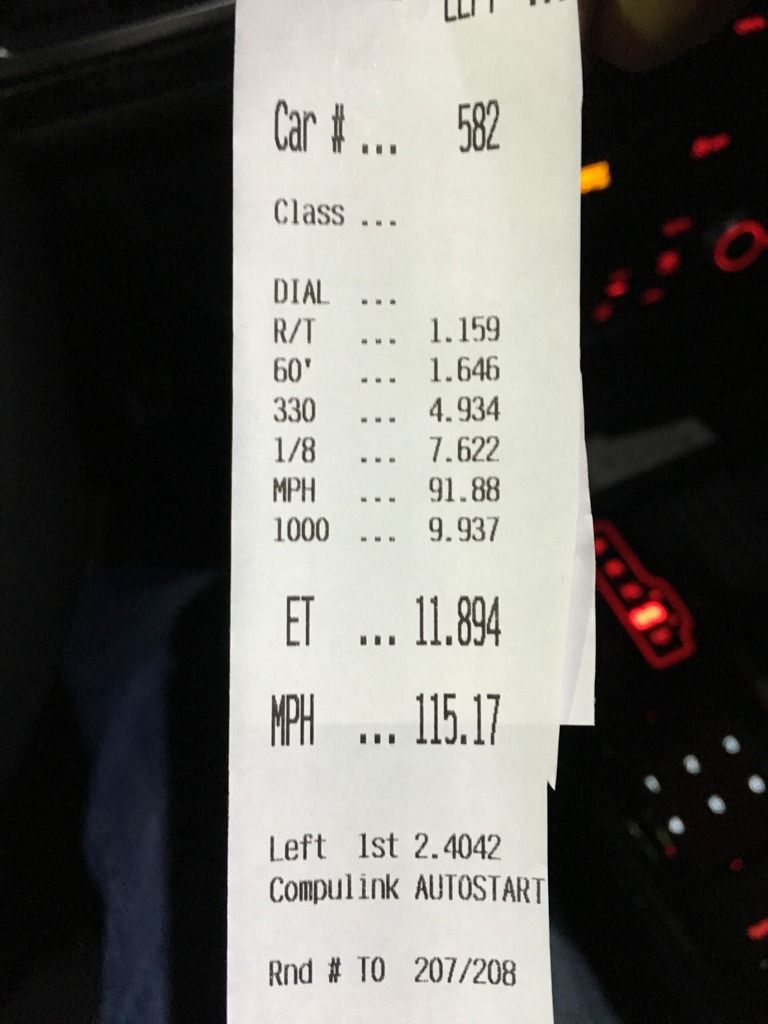 LEFT
Car # ... 582
Class ...
DIAL ...
R/T ... 1.159
60' ... 1.646
330 ... 4.934
1/8 ... 7.622
MPH ... 91.88
1000 ... 9.937
ET ... 11.894
MPH ... 115.17
Left 1st 2.4042
Compulink AUTOSTART
Rnd # TO 207/208